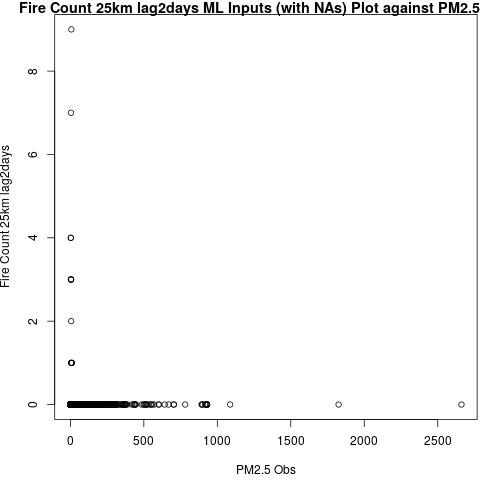 Fire Count 25km lag2days ML Inputs (with NAs) Plot against PM2.5
Fire Count 25km lag2days
8
6
4
2
0
0 500 1000 1500 2000 2500
PM2.5 Obs